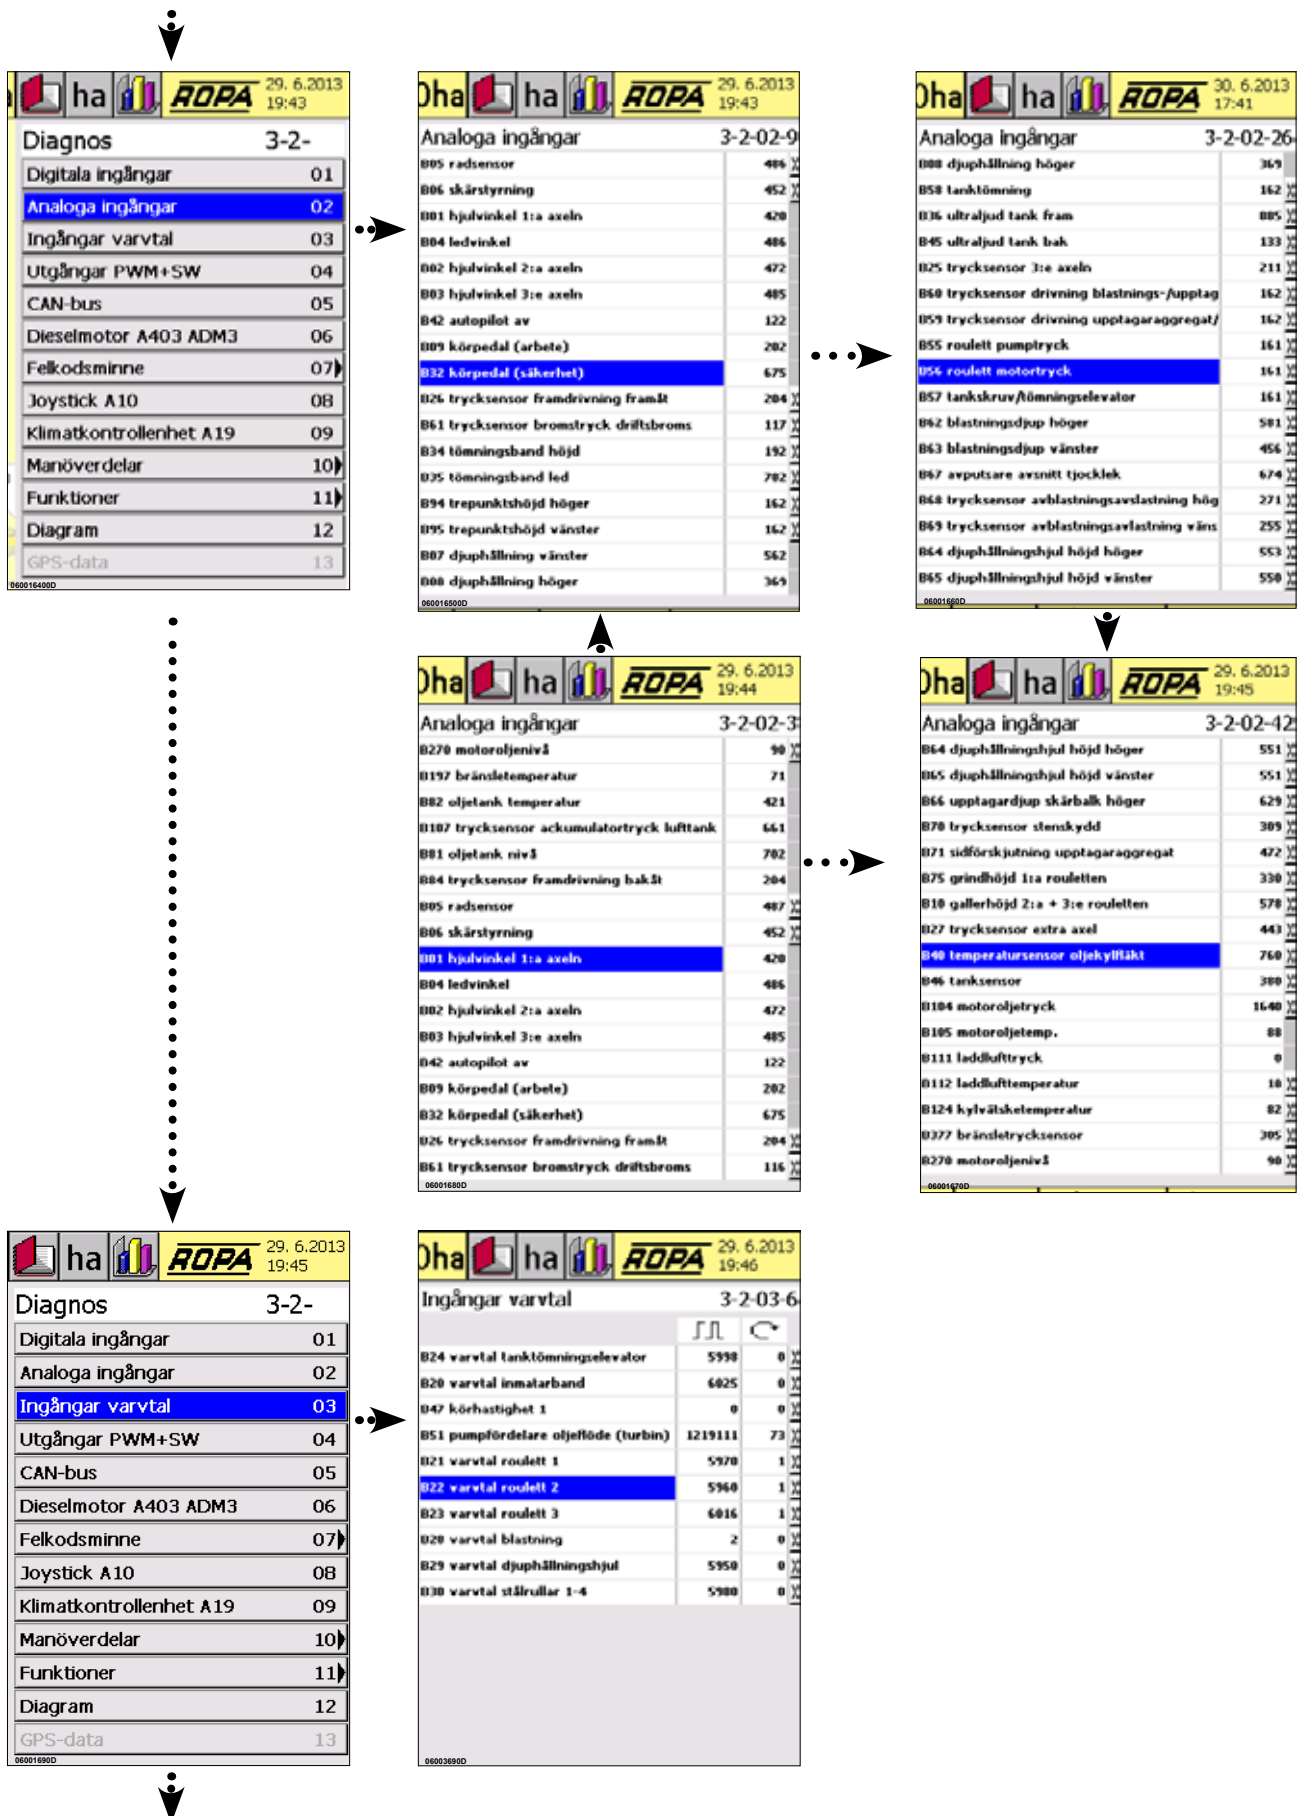 ha ROPA 29. 6.2013 19:43
Diagnos 3-2-
Digitala ingångar 01
Analoga ingångar 02
Ingångar varvtal 03
Utgångar PWM+SW 04
CAN-bus 05
Dieselmotor A403 ADM3 06
Felkodsminne 07
Joystick A10 08
Klimatkontrollenhet A19 09
Manöverdelar 10
Funktioner 11
Diagram 12
GPS-data 13
060016400D
ha ha ROPA 29. 6.2013 19:43
Analoga ingångar 3-2-02-9
B05 radsensor 486
B06 skärstyrning 452
B01 hjulvinkel 1:a axeln 420
B04 ledvinkel 486
B02 hjulvinkel 2:a axeln 472
B03 hjulvinkel 3:e axeln 485
B42 autopilot av 122
B09 körpedal (arbete) 202
B32 körpedal (säkerhet) 675
B26 trycksensor framdrivning framåt 204
B61 trycksensor bromstryck driftsbroms 117
B34 tömningsband höjd 192
B35 tömningsband led 702
B94 trepunktshöjd höger 162
B95 trepunktshöjd vänster 162
B07 djuphållning vänster 562
B08 djuphållning höger 369
060016500D
ha ha ROPA 30. 6.2013 17:41
Analoga ingångar 3-2-02-26
B08 djuphållning höger 369
B58 tanktömning 162
B36 ultraljud tank fram 885
B45 ultraljud tank bak 133
B25 trycksensor 3:e axeln 211
B60 trycksensor drivning blastnings-/upptag 162
B59 trycksensor drivning upptagaraggregat/ 162
B55 roulett pumptryck 161
B56 roulett motortryck 161
B57 tankskruv/tömningselevator 161
B62 blastningsdjup höger 581
B63 blastningsdjup vänster 456
B67 avputsare avsnitt tjocklek 674
B68 trycksensor avblastningsavslastning hög 271
B69 trycksensor avblastningsavlastning väns 255
B64 djuphållningshjul höjd höger 553
B65 djuphållningshjul höjd vänster 550
06001660D
ha ha ROPA 29. 6.2013 19:44
Analoga ingångar 3-2-02-3
B270 motoroljenivå 90
B197 bränsletemperatur 71
B82 oljetank temperatur 421
B107 trycksensor ackumulatortryck lufttank 661
B81 oljetank nivå 702
B84 trycksensor framdrivning bakåt 204
B05 radsensor 487
B06 skärstyrning 452
B01 hjulvinkel 1:a axeln 420
B04 ledvinkel 486
B02 hjulvinkel 2:a axeln 472
B03 hjulvinkel 3:e axeln 485
B42 autopilot av 122
B09 körpedal (arbete) 202
B32 körpedal (säkerhet) 675
B26 trycksensor framdrivning framåt 204
B61 trycksensor bromstryck driftsbroms 116
06001680D
ha ha ROPA 29. 6.2013 19:45
Analoga ingångar 3-2-02-42
B64 djuphållningshjul höjd höger 551
B65 djuphållningshjul höjd vänster 551
B66 upptagardjup skärbalk höger 629
B70 trycksensor stenskydd 309
B71 sidförskjutning upptagaraggregat 472
B75 grindhöjd 1:a rouletten 330
B10 gallerhöjd 2:a + 3:e rouletten 578
B27 trycksensor extra axel 443
B40 temperatursensor oljekylfläkt 760
B46 tanksensor 380
B104 motoroljetryck 1640
B105 motoroljetemp. 88
B111 laddlufttryck 0
B112 laddlufttemperatur 18
B124 kylvätsketemperatur 82
B377 bränsletrycksensor 305
B270 motoroljenivå 90
06001670D
ha ROPA 29. 6.2013 19:45
Diagnos 3-2-
Digitala ingångar 01
Analoga ingångar 02
Ingångar varvtal 03
Utgångar PWM+SW 04
CAN-bus 05
Dieselmotor A403 ADM3 06
Felkodsminne 07
Joystick A10 08
Klimatkontrollenhet A19 09
Manöverdelar 10
Funktioner 11
Diagram 12
GPS-data 13
06001690D
ha ha ROPA 29. 6.2013 19:46
Ingångar varvtal 3-2-03-6
B24 varvtal tanktömningselevator 5998 0
B20 varvtal inmatarband 6025 0
B47 körhastighet 1 0 0
B51 pumpfördelare oljeflöde (turbin) 1219111 73
B21 varvtal roulett 1 5970 1
B22 varvtal roulett 2 5960 1
B23 varvtal roulett 3 6016 1
B28 varvtal blastning 2 0
B29 varvtal djuphållningshjul 5950 0
B30 varvtal stålrullar 1-4 5980 0
06003690D